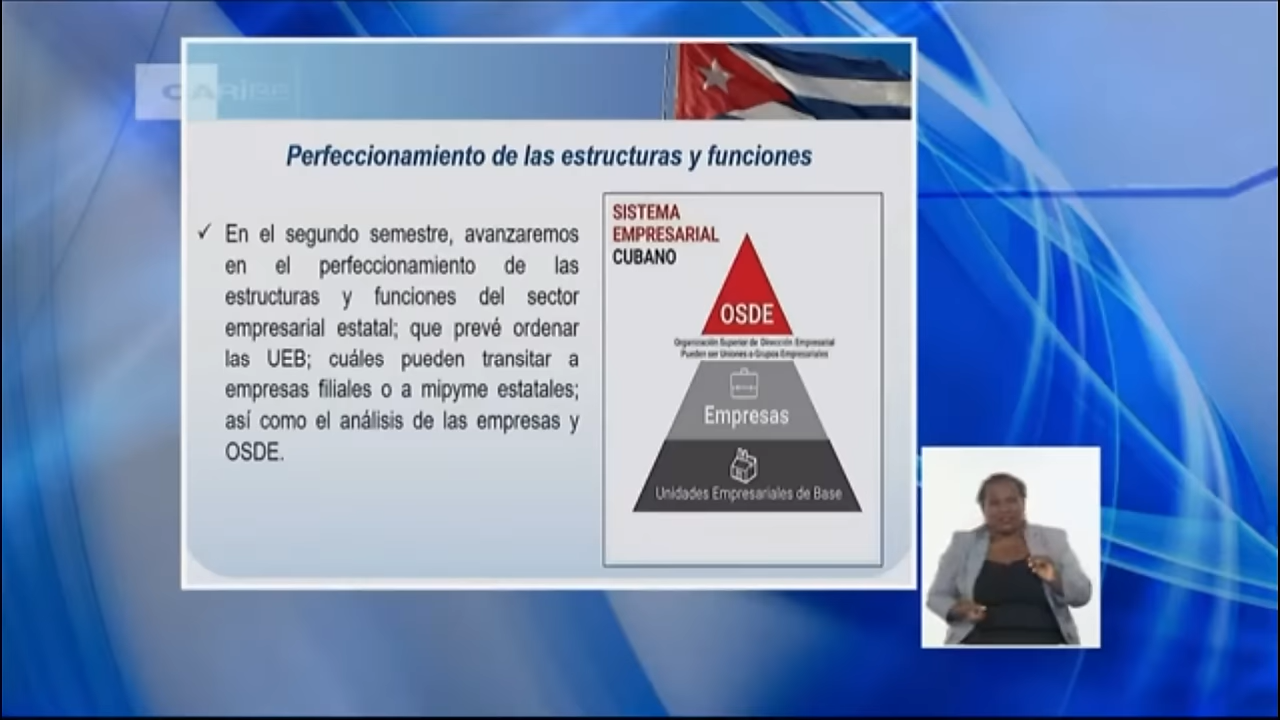 CARIBE
Perfeccionamiento de las estructuras y funciones
✓ En el segundo semestre, avanzaremos
en el perfeccionamiento de las
estructuras y funciones del sector
empresarial estatal; que prevé ordenar
las UEB; cuáles pueden transitar a
empresas filiales o a mipyme estatales;
así como el análisis de las empresas y
OSDE.
SISTEMA
EMPRESARIAL
CUBANO
OSDE
Organización Superior de Dirección Empresarial
Pueden ser Uniones o Grupos Empresariales
Empresas
Unidades Empresariales de Base